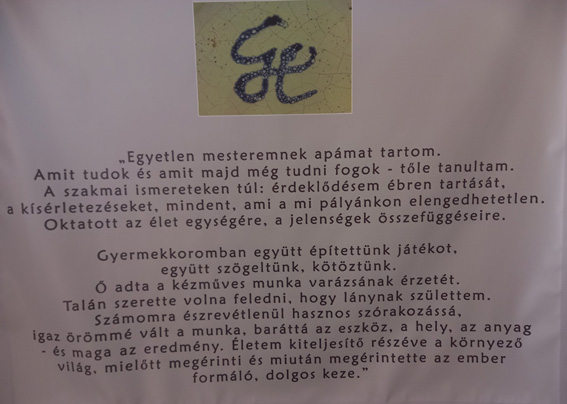 „Egyetlen mesteremnek apámat tartom.
Amit tudok és amit majd még tudni fogok - tőle tanultam.
A szakmai ismereteken túl: érdeklődésem ébren tartását,
a kísérletezéseket, mindent, ami a mi pályánkon elengedhetetlen.
Oktatott az élet egységére, a jelenségek összefüggéseire.
Gyermekkoromban együtt építettünk játékot,
együtt szögeltünk, kötöztünk.
Ő adta a kézműves munka varázsának érzetét.
Talán szerette volna feledni, hogy lánynak születtem.
Számomra észrevétlenül hasznos szórakozássá,
igaz örömmé vált a munka, baráttá az eszköz, a hely, az anyag
- és maga az eredmény. Életem kiteljesítő részévé a környező
világ, mielőtt megérinti és miután megérintette az ember
formáló, dolgos keze.”